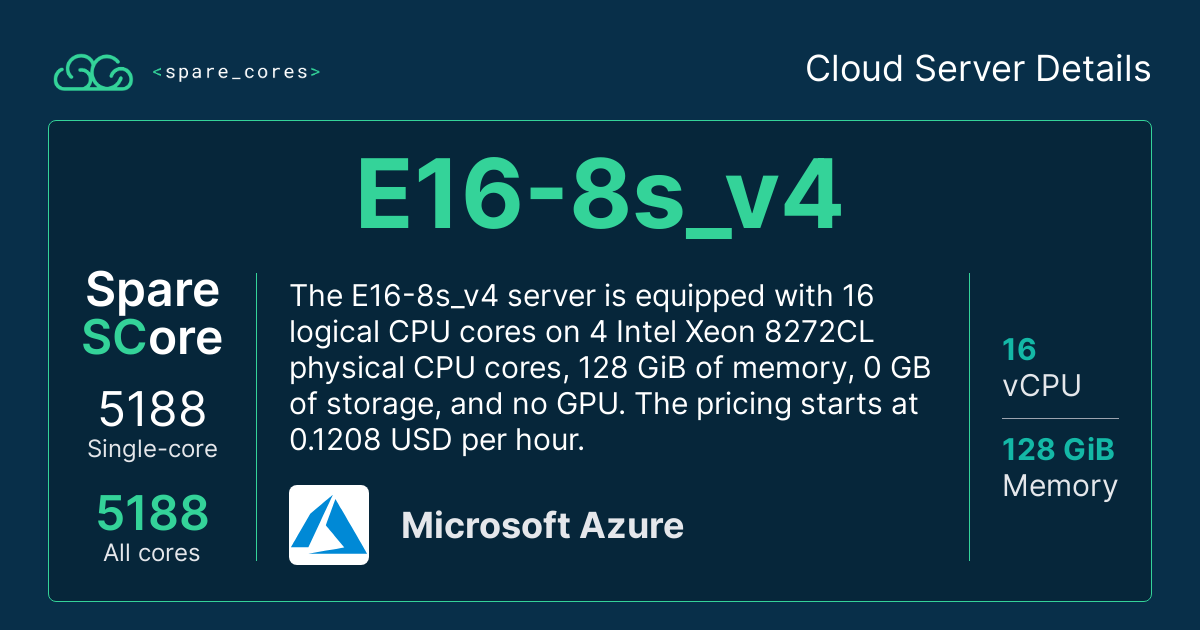 <spare_cores>
Cloud Server Details
E16-8s_v4
Spare
SCore
5188
Single-core
5188
All cores
The E16-8s_v4 server is equipped with 16
logical CPU cores on 4 Intel Xeon 8272CL
physical CPU cores, 128 GiB of memory, 0 GB
of storage, and no GPU. The pricing starts at
0.1208 USD per hour.
Microsoft Azure
16
vCPU
128 GiB
Memory